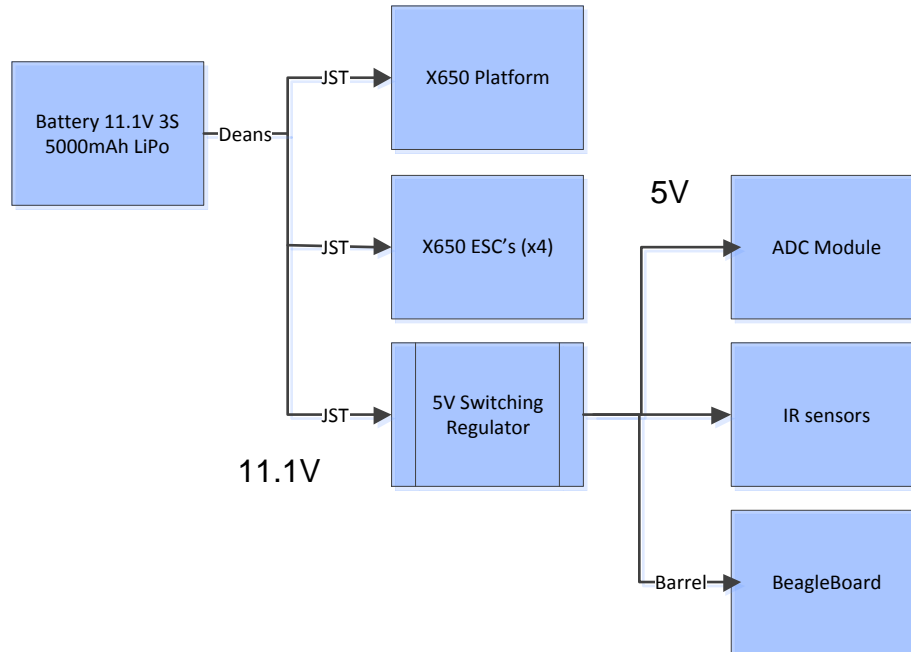 Battery 11.1V 3S
5000mAh LiPo
Deans
JST
X650 Platform
JST
X650 ESC's (x4)
JST
5V Switching
Regulator
11.1V
5V
ADC Module
IR sensors
Barrel
BeagleBoard